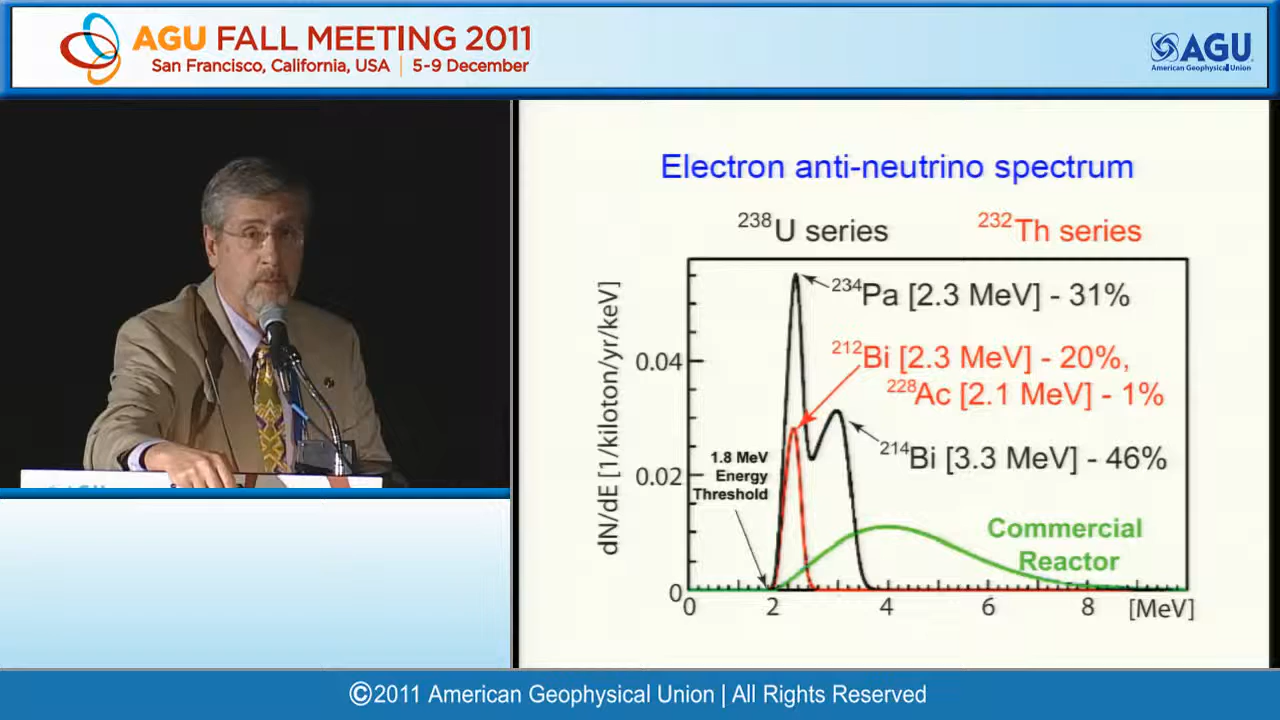 AGU FALL MEETING 2011
San Francisco, California, USA | 5-9 December
AGU
American Geophysical Union
Electron anti-neutrino spectrum
²³⁸U series
²³²Th series
²³⁴Pa [2.3 MeV] - 31%
²¹²Bi [2.3 MeV] - 20%,
²²⁸Ac [2.1 MeV] - 1%
²¹⁴Bi [3.3 MeV] - 46%
1.8 MeV
Energy
Threshold
Commercial
Reactor
dN/dE [1/kiloton/yr/keV]
0.04
0.02
0
0 2 4 6 8 [MeV]
AGU
©2011 American Geophysical Union | All Rights Reserved